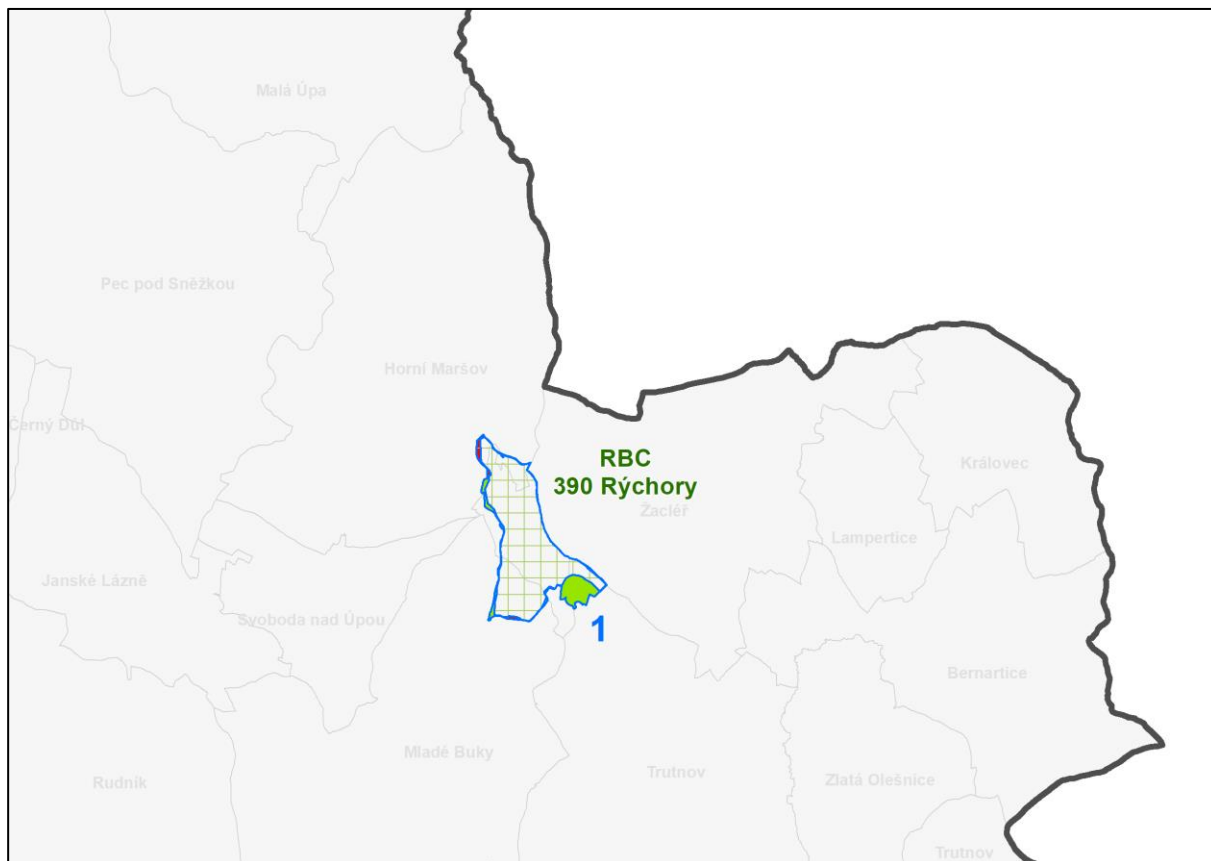 Malá Úpa
Pec pod Sněžkou
Horní Maršov
Černý Důl
RBC
390 Rýchory
Žacléř
Královec
Lampertice
Janské Lázně
Svoboda nad Úpou
1
Bernartice
Mladé Buky
Trutnov
Rudník
Zlatá Olešnice
Trutnov